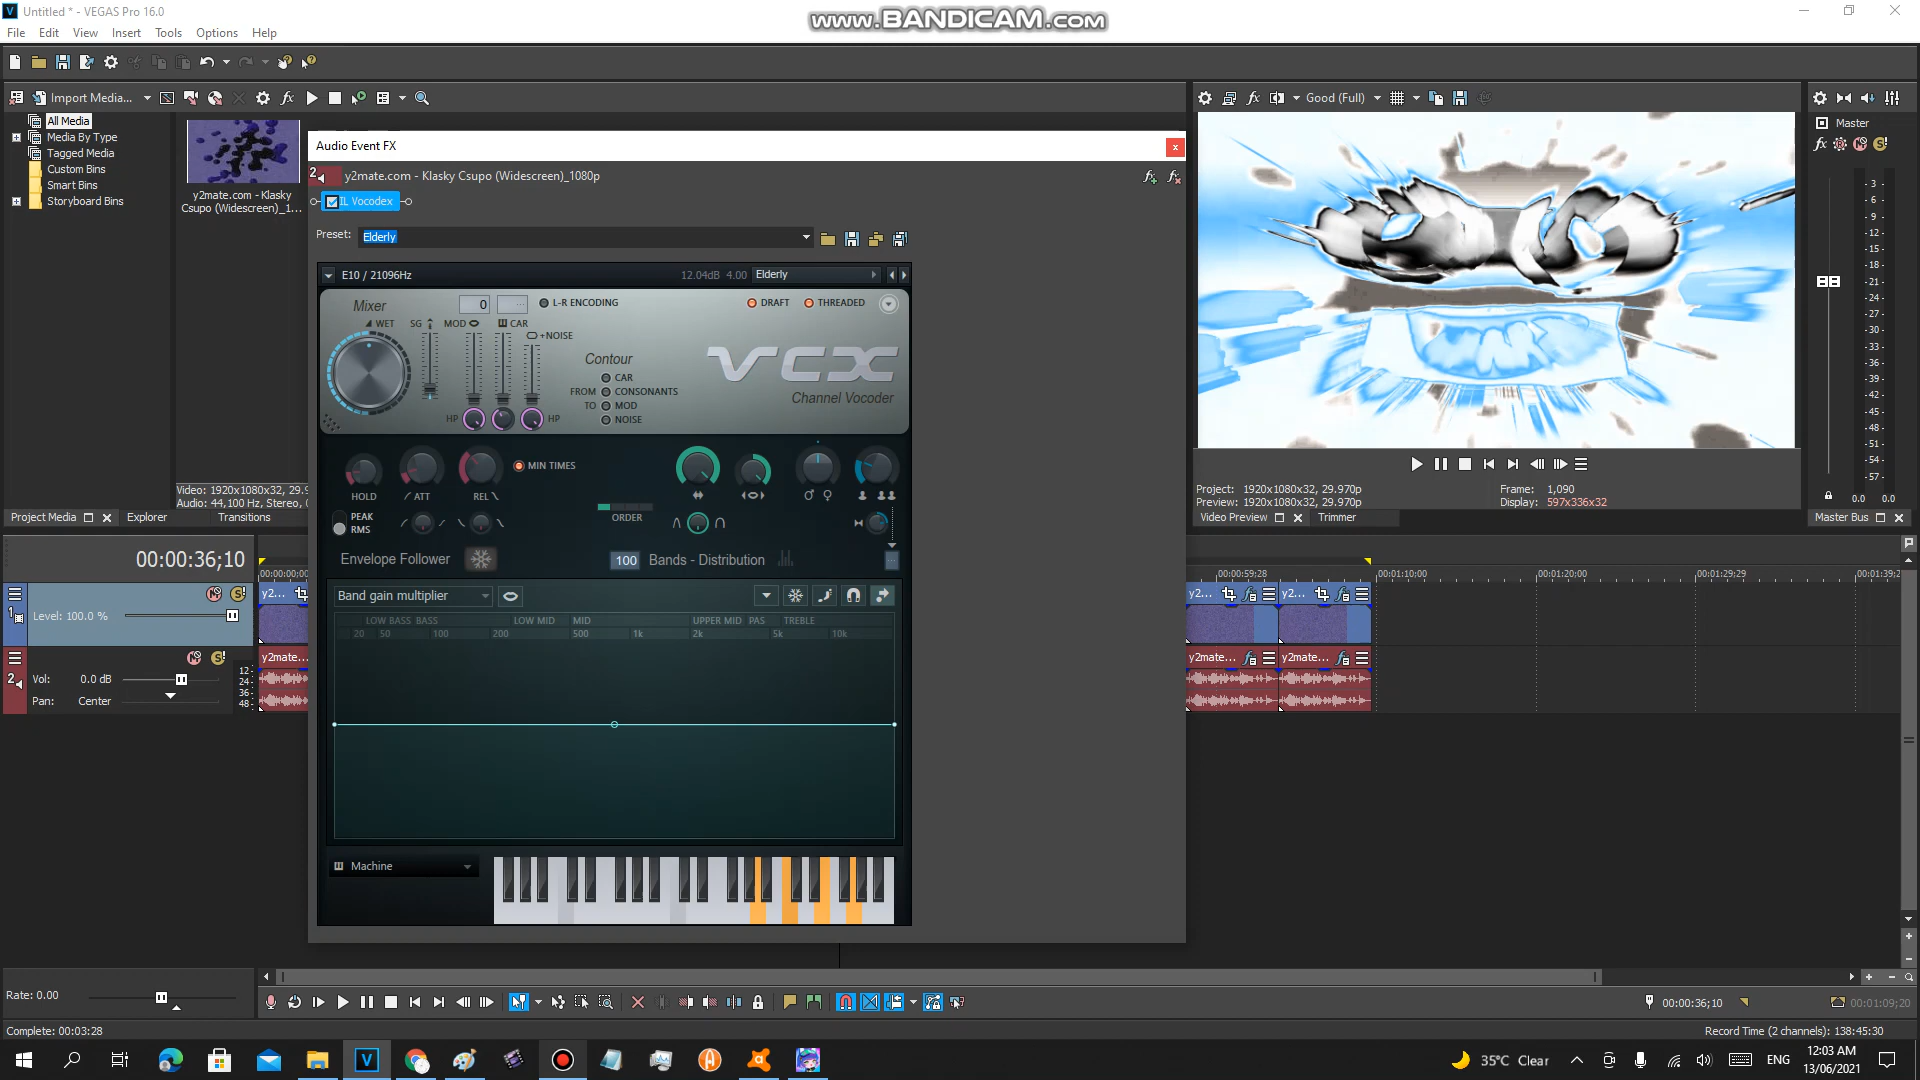 Untitled * - VEGAS Pro 16.0
www.BANDICAM.com
File Edit View Insert Tools Options Help
Import Media...
Good (Full)
All Media
Media By Type
Tagged Media
Custom Bins
Smart Bins
Storyboard Bins
y2mate.com - Klasky
Csupo (Widescreen)_1...
Video: 1920x1080x32, 29.9
Audio: 44,100 Hz, Stereo, 0
Project Media Explorer Transitions
Audio Event FX
2
y2mate.com - Klasky Csupo (Widescreen)_1080p
IL Vocodex
Preset: Elderly
E10 / 21096Hz 12.04dB 4.00 Elderly
Mixer 0 ... L-R ENCODING DRAFT THREADED
WET SG MOD CAR
+NOISE
Contour
CAR
FROM CONSONANTS
TO MOD
NOISE
HP HP
VCX
Channel Vocoder
MIN TIMES
HOLD ATT REL
PEAK
RMS
ORDER
Envelope Follower 100 Bands - Distribution
Band gain multiplier
LOW BASS BASS LOW MID MID UPPER MID PAS TREBLE
20 50 100 200 500 1k 2k 5k 10k
Machine
Project: 1920x1080x32, 29.970p
Preview: 1920x1080x32, 29.970p
Frame: 1,090
Display: 597x336x32
Video Preview Trimmer
Master
- 3 -
- 6 -
- 9 -
- 12 -
- 15 -
- 18 -
- 21 -
- 24 -
- 27 -
- 30 -
- 33 -
- 36 -
- 39 -
- 42 -
- 45 -
- 48 -
- 51 -
- 54 -
- 57 -
0.0 0.0
Master Bus
00:00:36;10
00:00:00;00 00:00:59;28 00:01:10;00 00:01:20;00 00:01:29;29 00:01:39;2
1
Level: 100.0 %
y2... y2... y2...
2
Vol: 0.0 dB
Pan: Center
12 -
24 -
36 -
48 -
y2mate... y2mate... y2mate...
Rate: 0.00
00:00:36;10 00:01:09;20
Complete: 00:03:28
Record Time (2 channels): 138:45:30
35°C Clear
ENG
12:03 AM
13/06/2021